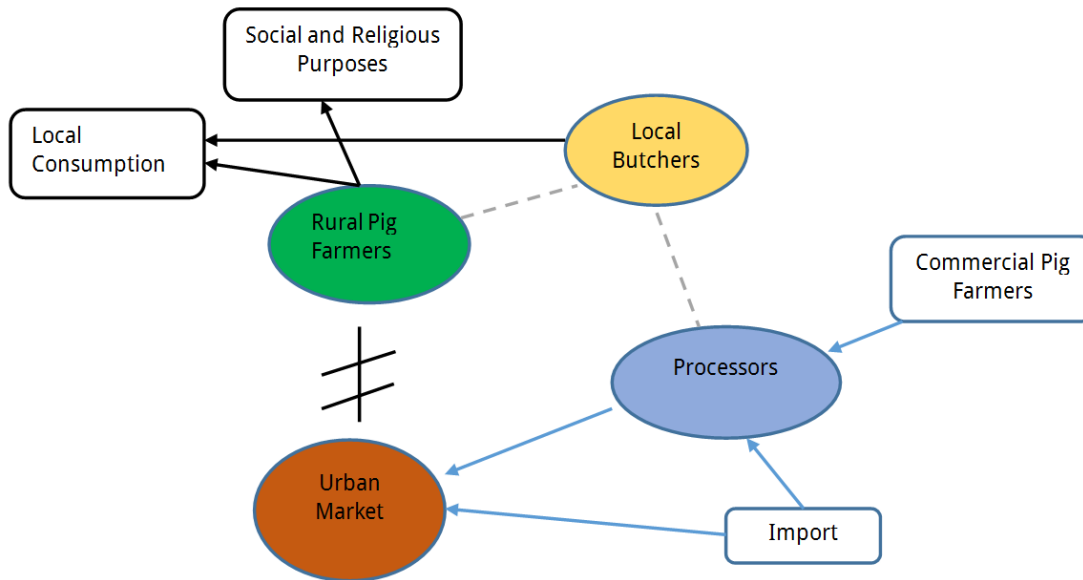 Social and Religious
Purposes
Local
Consumption
Local
Butchers
Rural Pig
Farmers
Commercial Pig
Farmers
Processors
Urban
Market
Import